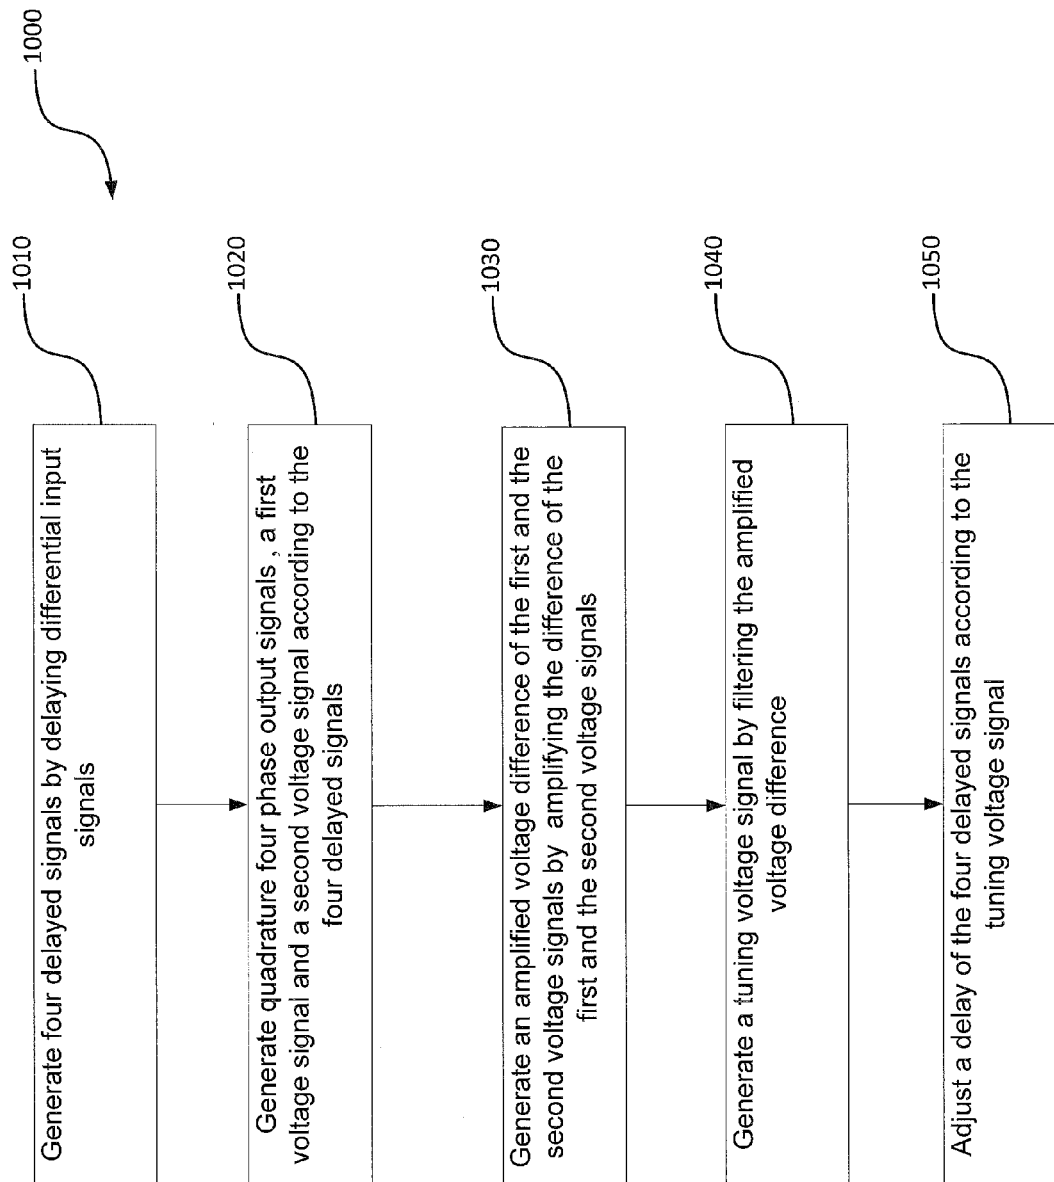 1000
1010
Generate four delayed signals by delaying differential input
signals
1020
Generate quadrature four phase output signals , a first
voltage signal and a second voltage signal according to the
four delayed signals
1030
Generate an amplified voltage difference of the first and the
second voltage signals by amplifying the difference of the
first and the second voltage signals
1040
Generate a tuning voltage signal by filtering the amplified
voltage difference
1050
Adjust a delay of the four delayed signals according to the
tuning voltage signal